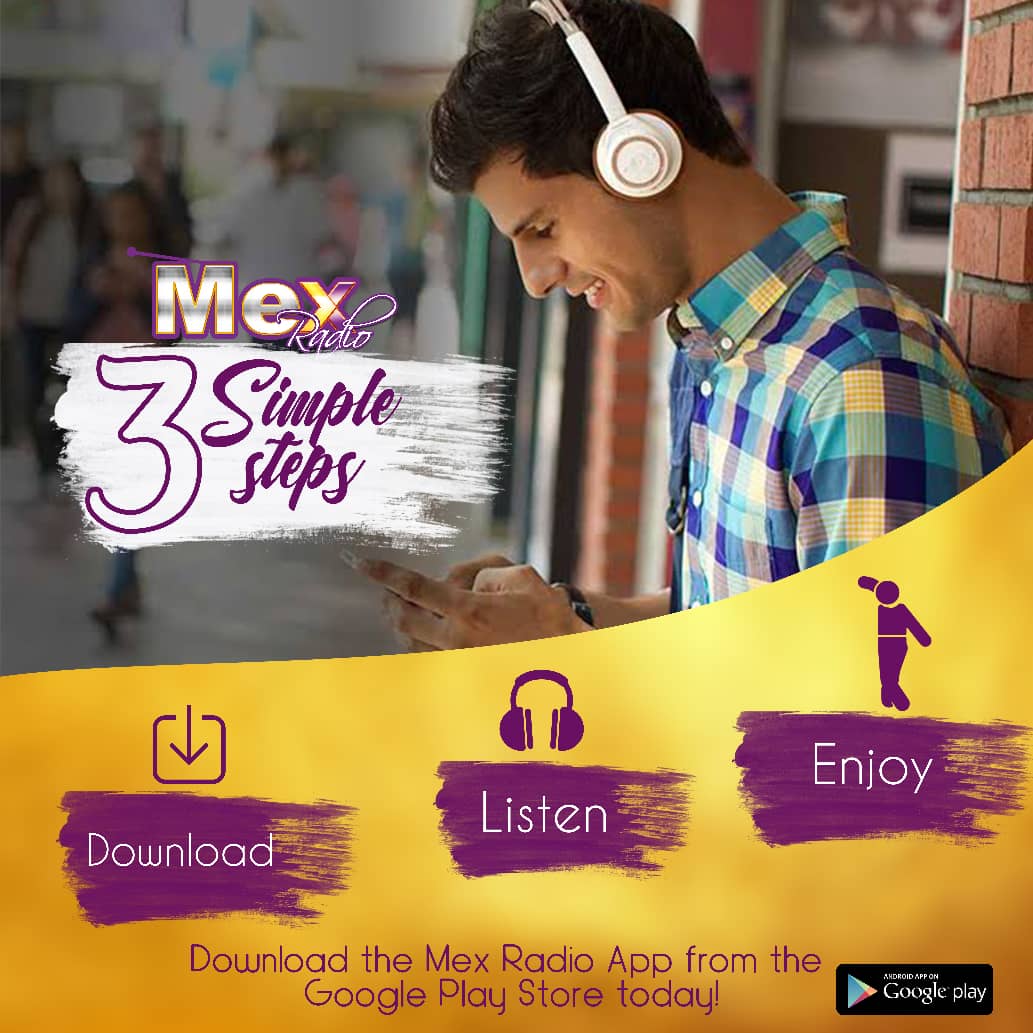 Mex
Radio
3 Simple
steps
Download
Listen
Enjoy
Download the Mex Radio App from the
Google Play Store today!
ANDROID APP ON
Google play